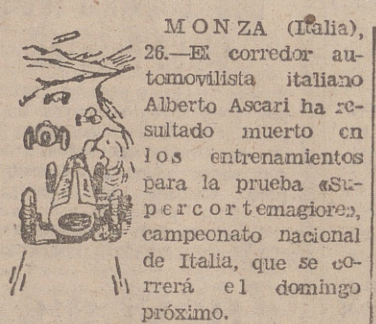 MONZA (Italia),
26.—El corredor au-
tomovilista italiano
Alberto Ascari ha re-
sultado muerto en
los entrenamientos
para la prueba «Su-
percortemagiore»,
campeonato nacional
de Italia, que se co-
rrerá el domingo
próximo.